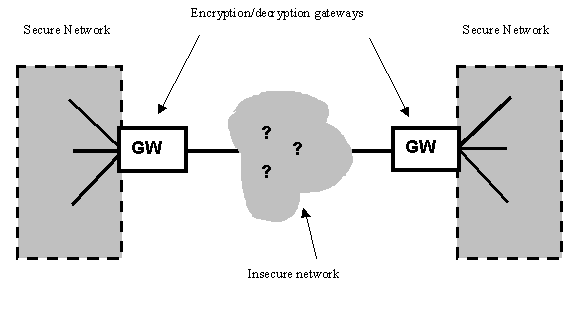 Encryption/decryption gateways
Secure Network
Secure Network
GW
?
?
?
GW
Insecure network